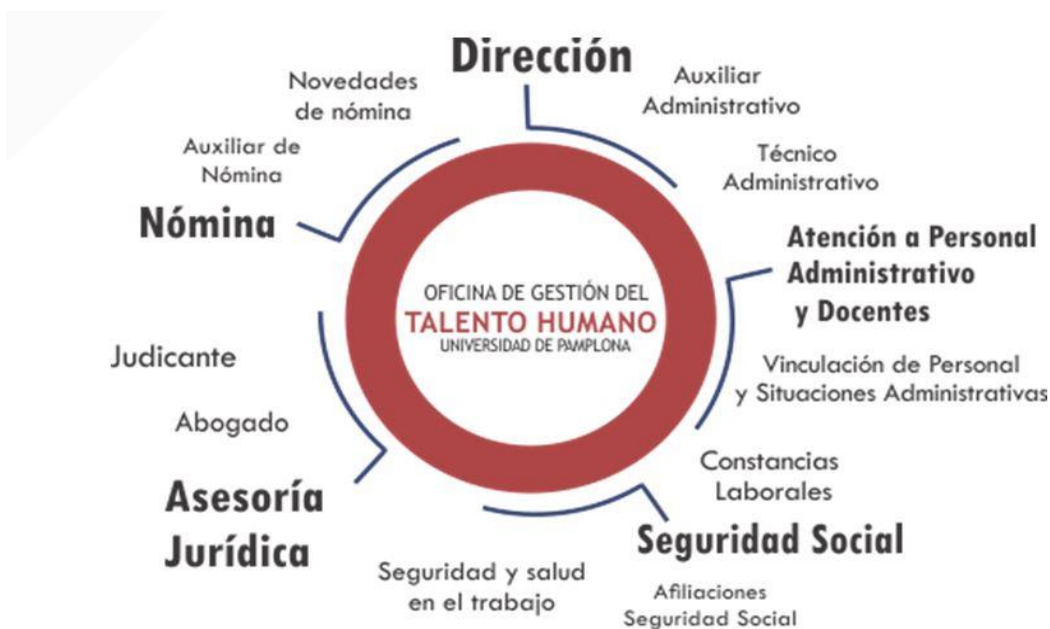 Dirección
Auxiliar
Administrativo
Técnico
Administrativo
Atención a Personal
Administrativo
y Docentes
Vinculación de Personal
y Situaciones Administrativas
Constancias
Laborales
Seguridad Social
Afiliaciones
Seguridad Social
Seguridad y salud
en el trabajo
Asesoría
Jurídica
Abogado
Judicante
Nómina
Auxiliar de
Nómina
Novedades
de nómina
OFICINA DE GESTIÓN DEL
TALENTO HUMANO
UNIVERSIDAD DE PAMPLONA